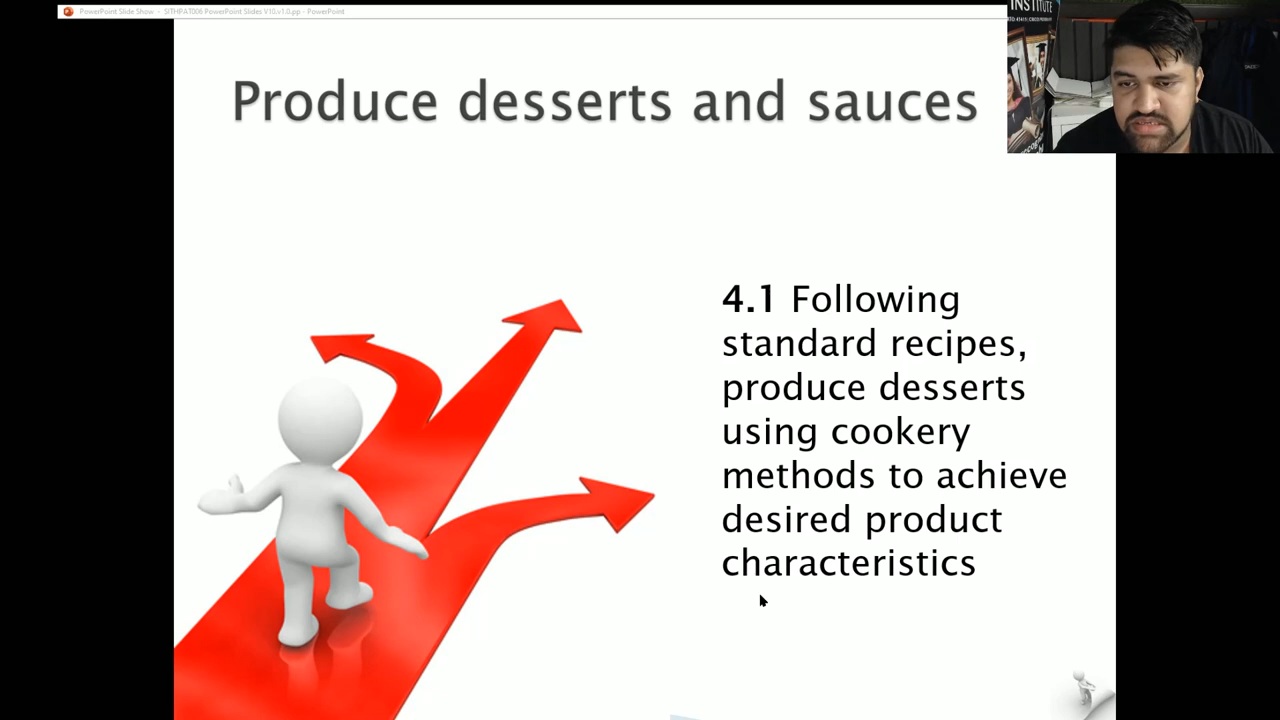 PowerPoint Slide Show - SITHPAT006 PowerPoint Slides V10.v1.0.pp - PowerPoint
INSTITUTE
Produce desserts and sauces
4.1 Following
standard recipes,
produce desserts
using cookery
methods to achieve
desired product
characteristics